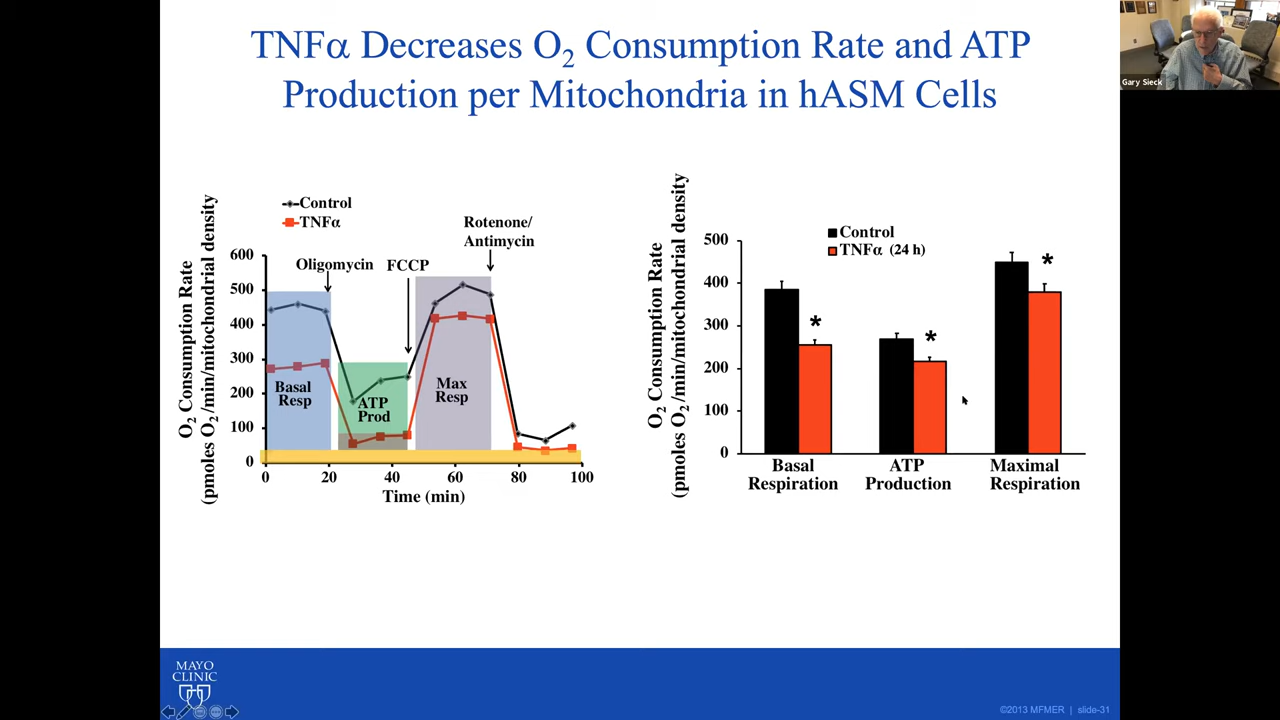 TNFα Decreases O2 Consumption Rate and ATP
Production per Mitochondria in hASM Cells
Gary Sieck
Control
TNFα
Rotenone/
Antimycin
Oligomycin
FCCP
O2 Consumption Rate
(pmoles O2/min/mitochondrial density)
600
500
400
300
200
100
0
Basal
Resp
ATP
Prod
Max
Resp
0
20
40
60
80
100
Time (min)
Control
TNFα (24 h)
O2 Consumption Rate
(pmoles O2/min/mitochondrial density)
500
400
300
200
100
0
*
*
*
Basal
Respiration
ATP
Production
Maximal
Respiration
MAYO
CLINIC
©2013 MFMER | slide-31